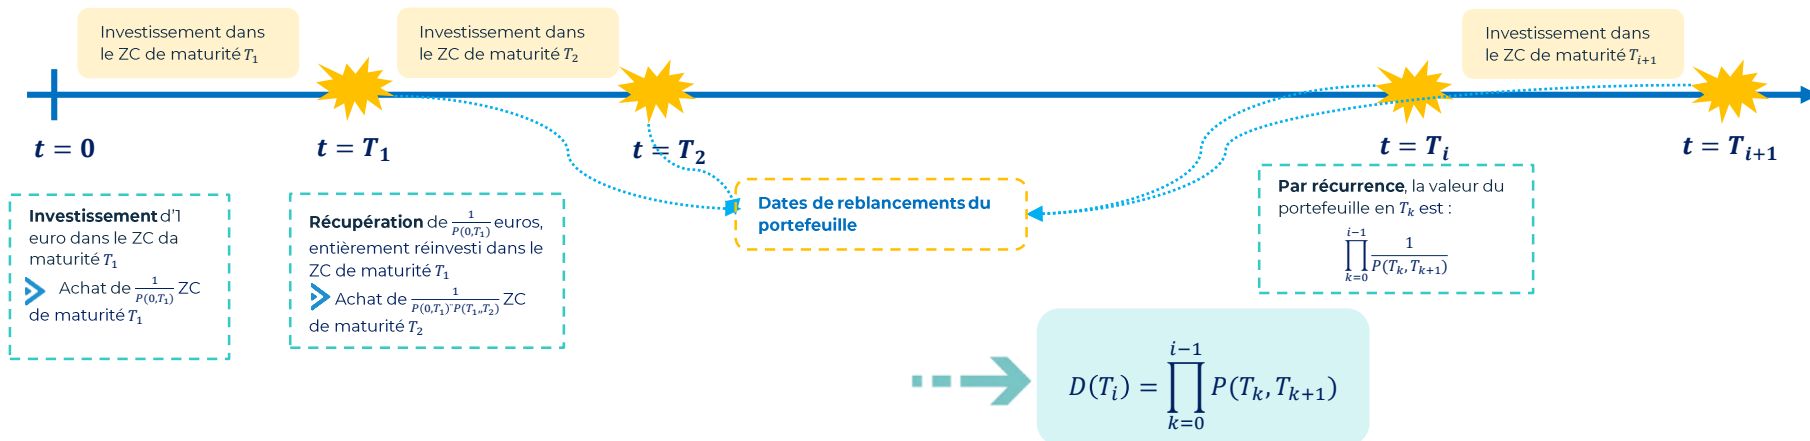 Investissement dans
le ZC de maturité T₁
Investissement dans
le ZC de maturité T₂
Investissement dans
le ZC de maturité Tᵢ₊₁
t = 0
t = T₁
t = T₂
t = Tᵢ
t = Tᵢ₊₁
Investissement d'1
euro dans le ZC da
maturité T₁
Achat de 1/P(0,T₁) ZC
de maturité T₁
Récupération de 1/P(0,T₁) euros,
entièrement réinvesti dans le
ZC de maturité T₁
Achat de 1/P(0,T₁)¨P(T₁,,T₂) ZC
de maturité T₂
Dates de reblancements du
portefeuille
Par récurrence, la valeur du
portefeuille en Tₖ est :
∏_{k=0}^{i−1} 1/P(Tₖ, Tₖ₊₁)
D(Tᵢ) = ∏_{k=0}^{i−1} P(Tₖ, Tₖ₊₁)